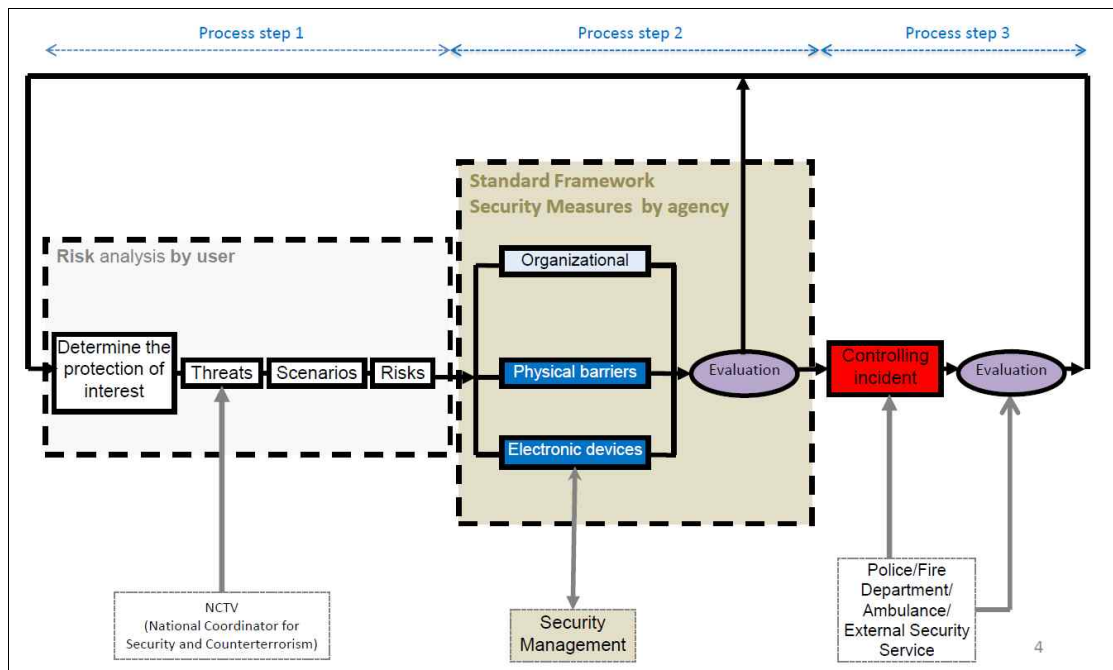 Process step 1
Process step 2
Process step 3
Standard Framework
Security Measures by agency
Risk analysis by user
Organizational
Determine the
protection of
interest
Threats
Scenarios
Risks
Physical barriers
Evaluation
Controlling
incident
Evaluation
Electronic devices
NCTV
(National Coordinator for
Security and Counterterrorism)
Security
Management
Police/Fire
Department/
Ambulance/
External Security
Service
4